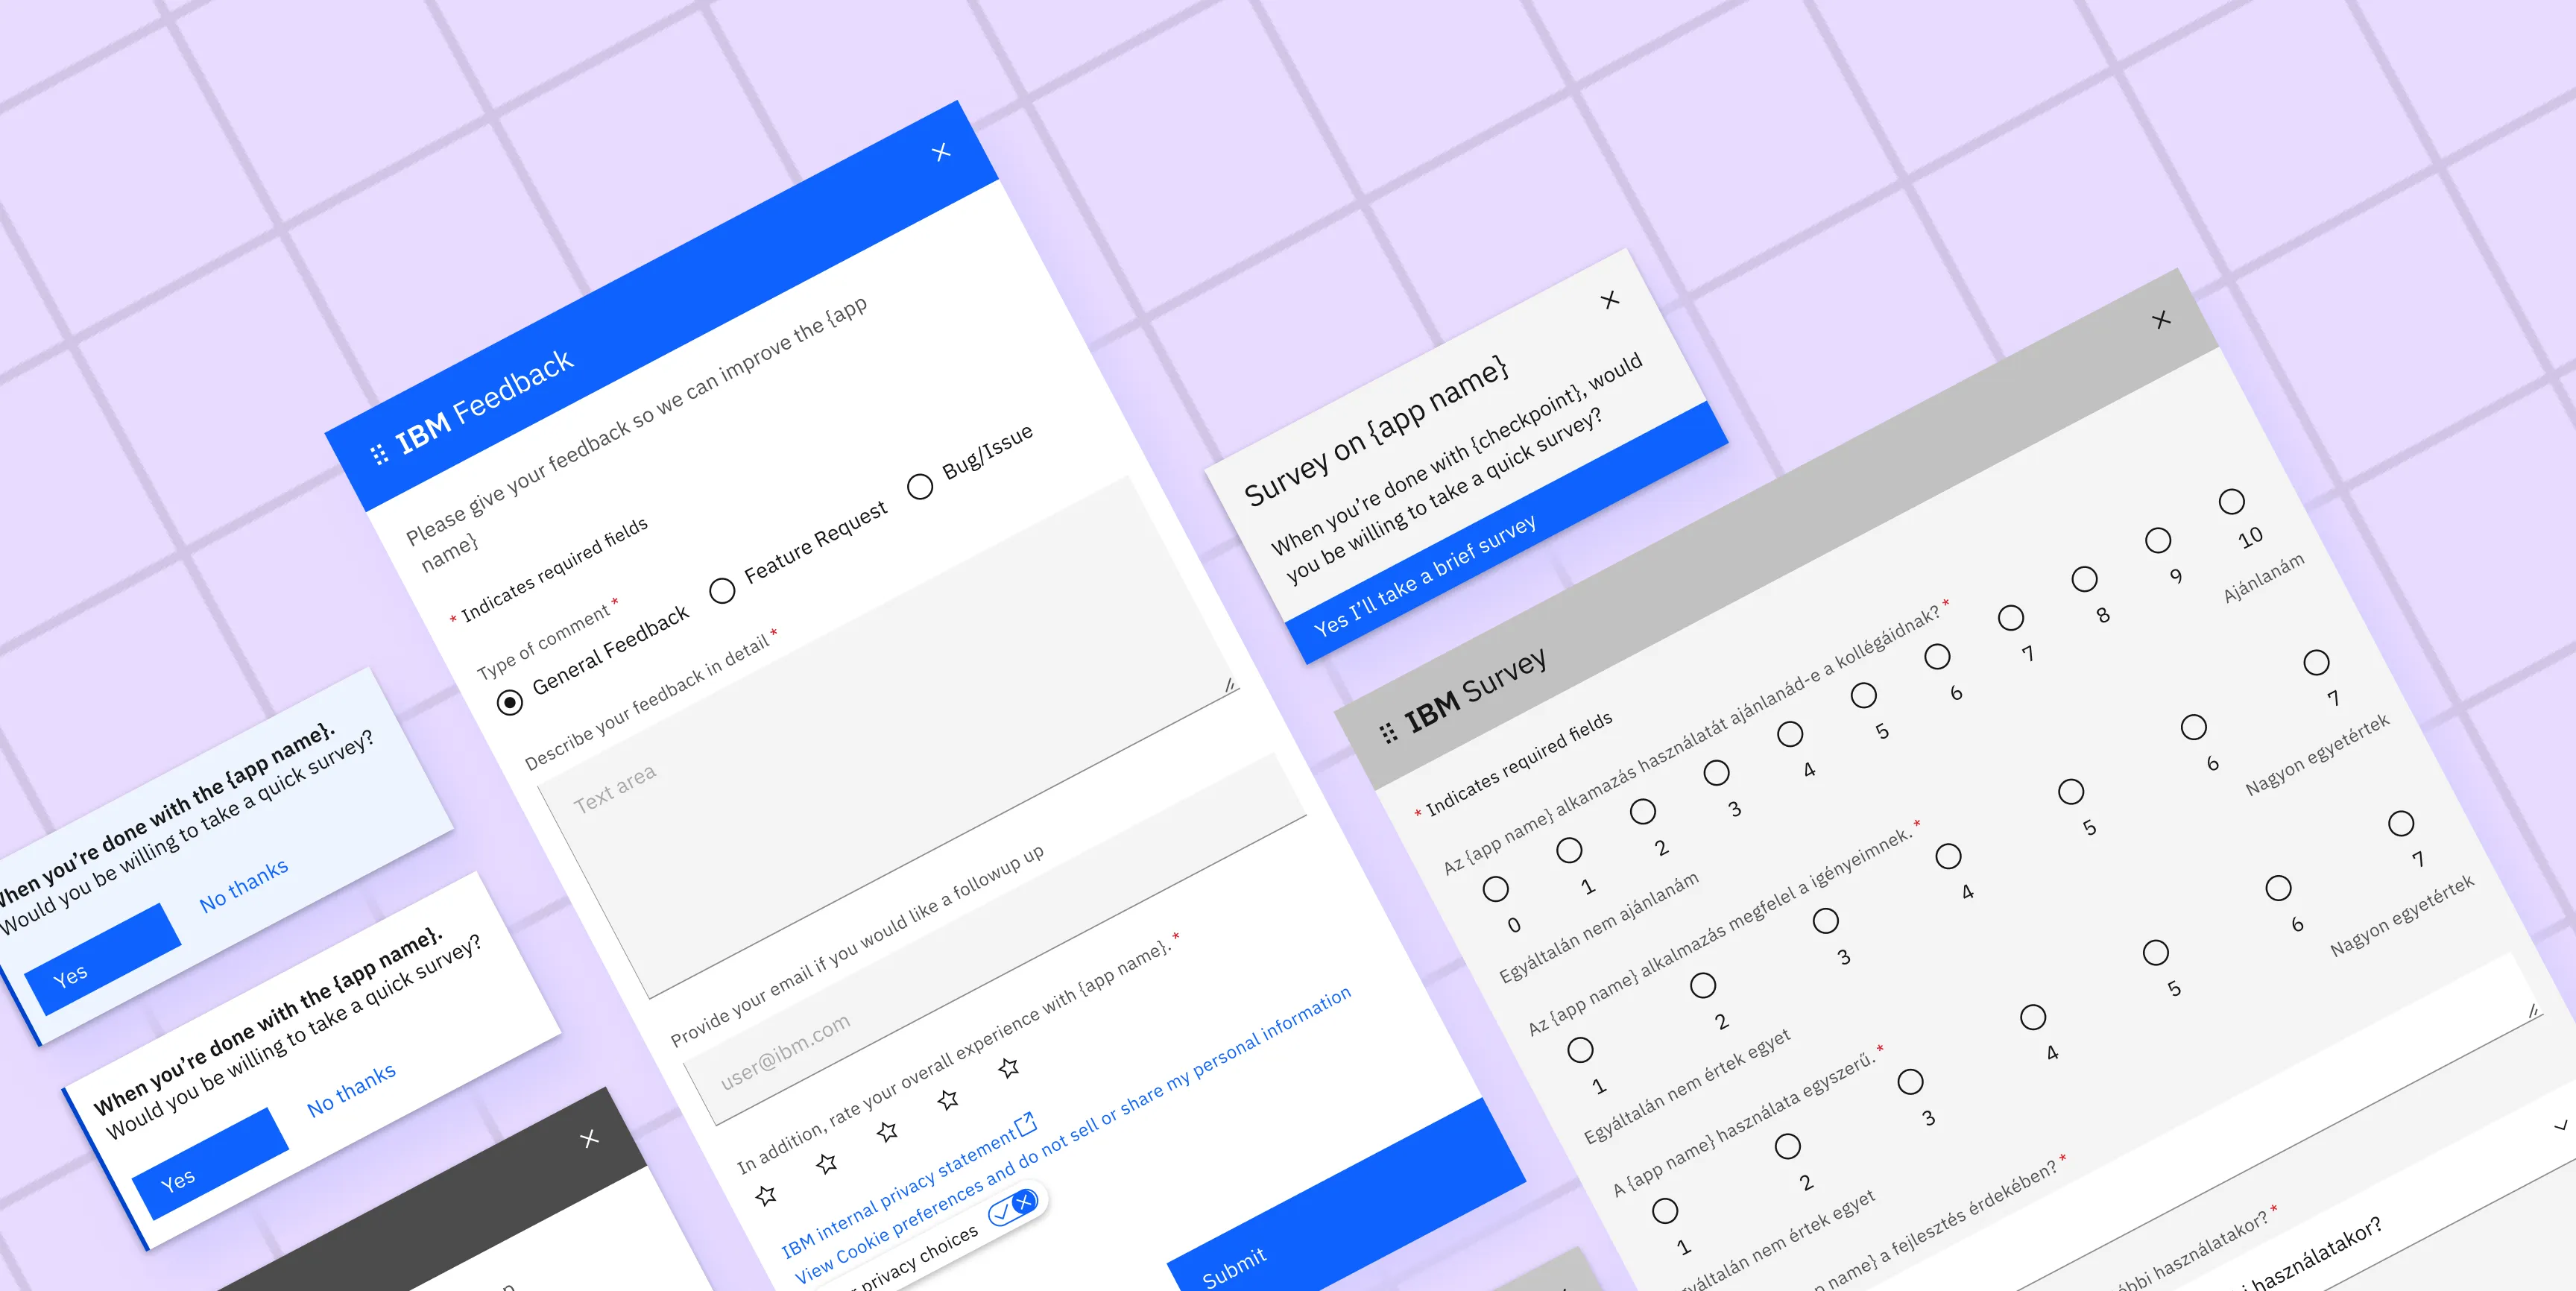 When you're done with the {app name}.
Would you be willing to take a quick survey?
Yes
No thanks
When you're done with the {app name}.
Would you be willing to take a quick survey?
Yes
No thanks
IBM Feedback
Please give your feedback so we can improve the {app
name}
* Indicates required fields
Type of comment *
General Feedback
Feature Request
Bug/Issue
Describe your feedback in detail *
Text area
Provide your email if you would like a followup up
user@ibm.com
In addition, rate your overall experience with {app name}. *
IBM internal privacy statement
View Cookie preferences and do not sell or share my personal information
privacy choices
Submit
Survey on {app name}
When you're done with {checkpoint}, would
you be willing to take a quick survey?
Yes I'll take a brief survey
IBM Survey
* Indicates required fields
Az {app name} alkamazás használatát ajánlanád-e a kollégáidnak? *
0 1 2 3 4 5 6 7 8 9 10
Egyáltalán nem ajánlanám
Ajánlanám
Az {app name} alkalmazás megfelel a igényeimnek. *
1 2 3 4 5 6 7
Egyáltalán nem értek egyet
Nagyon egyetértek
A {app name} használata egyszerű. *
1 2 3 4 5 6 7
nem értek egyet
Nagyon egyetértek
name} a fejlesztés érdekében? *
használatakor? *
használatakor?